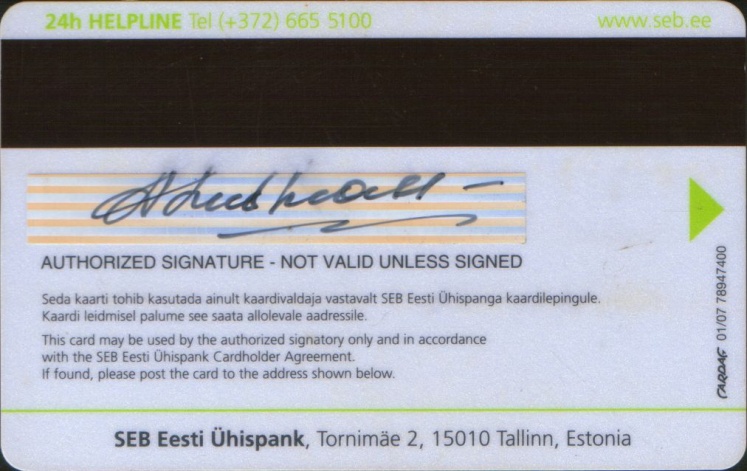 24h HELPLINE Tel (+372) 665 5100
www.seb.ee
AUTHORIZED SIGNATURE - NOT VALID UNLESS SIGNED
Seda kaarti tohib kasutada ainult kaardivaldaja vastavalt SEB Eesti Ühispanga kaardilepingule.
Kaardi leidmisel palume see saata allolevale aadressile.
This card may be used by the authorized signatory only and in accordance
with the SEB Eesti Ühispank Cardholder Agreement.
If found, please post the card to the address shown below.
CARDAG 01/07 78947400
SEB Eesti Ühispank, Tornimäe 2, 15010 Tallinn, Estonia